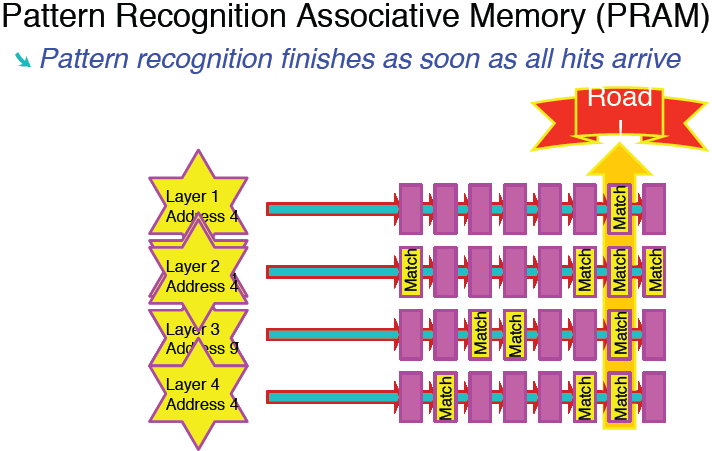 Pattern Recognition Associative Memory (PRAM)
Pattern recognition finishes as soon as all hits arrive
Road
!
Layer 1
Address 4
Match
Layer 2
Address 4
Match
Match
Match
Match
Layer 3
Address 9
Match
Match
Match
Layer 4
Address 4
Match
Match
Match